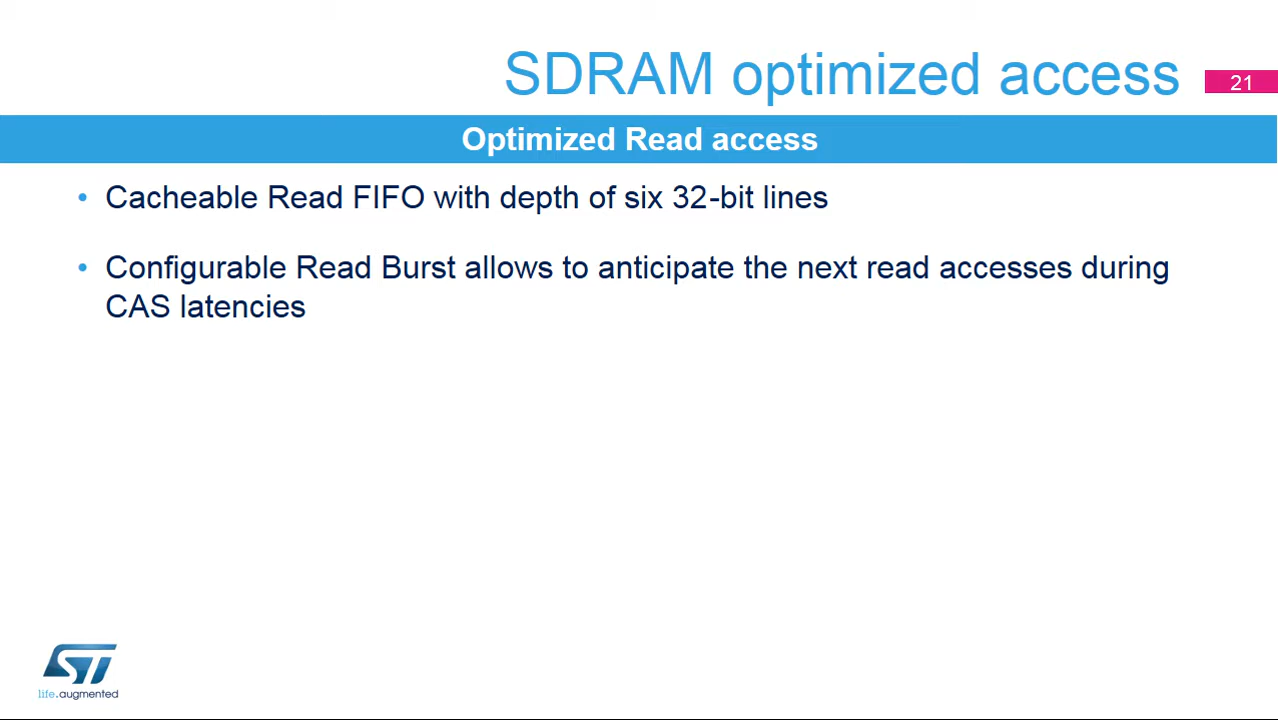 SDRAM optimized access
21
Optimized Read access
• Cacheable Read FIFO with depth of six 32-bit lines
• Configurable Read Burst allows to anticipate the next read accesses during
CAS latencies
ST
life.augmented